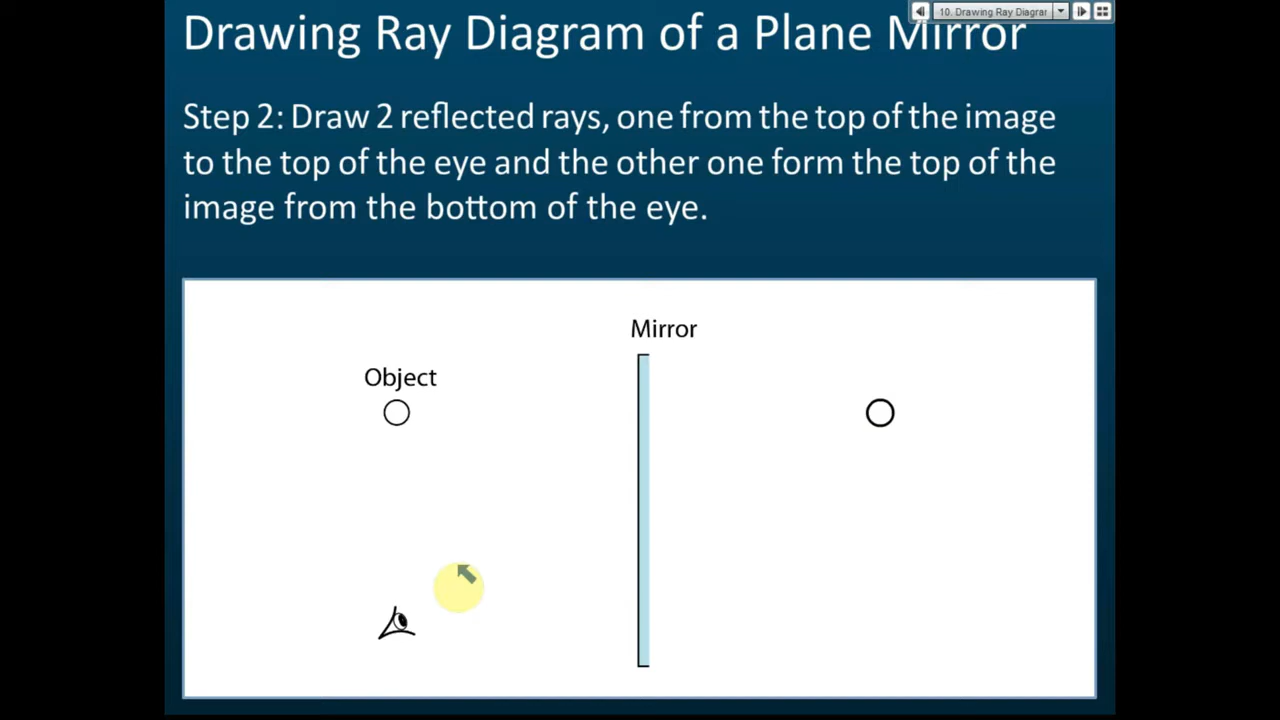 10. Drawing Ray Diagrar
Drawing Ray Diagram of a Plane Mirror
Step 2: Draw 2 reflected rays, one from the top of the image
to the top of the eye and the other one form the top of the
image from the bottom of the eye.
Mirror
Object